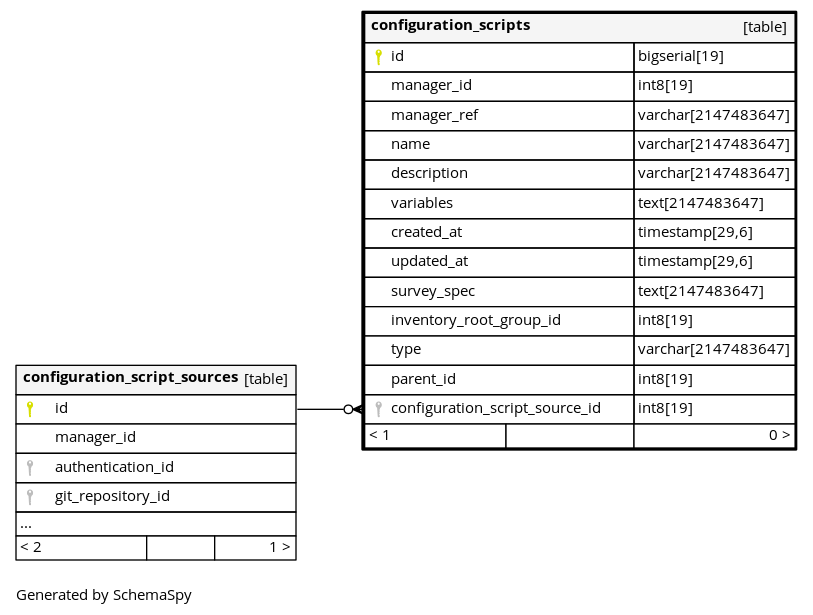 configuration_scripts [table]
id bigserial[19]
manager_id int8[19]
manager_ref varchar[2147483647]
name varchar[2147483647]
description varchar[2147483647]
variables text[2147483647]
created_at timestamp[29,6]
updated_at timestamp[29,6]
survey_spec text[2147483647]
inventory_root_group_id int8[19]
type varchar[2147483647]
parent_id int8[19]
configuration_script_source_id int8[19]
< 1 0 >
configuration_script_sources [table]
id
manager_id
authentication_id
git_repository_id
...
< 2 1 >
Generated by SchemaSpy